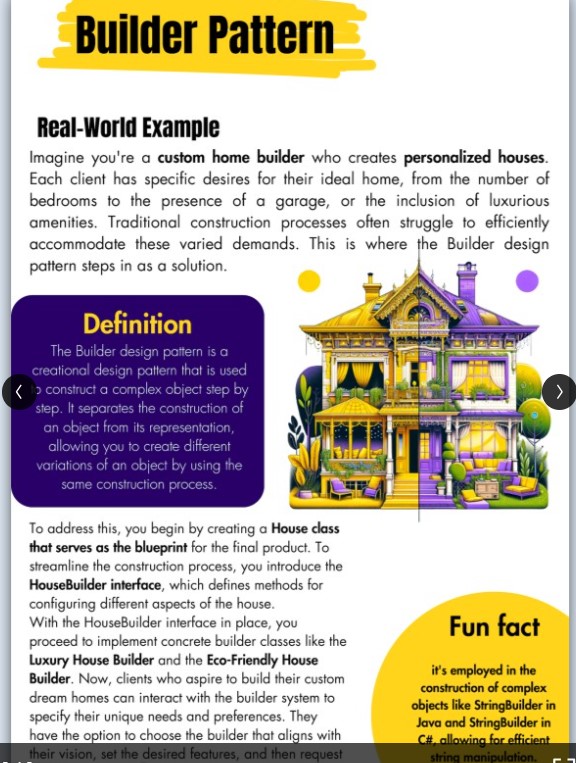 Builder Pattern
Real-World Example
Imagine you're a custom home builder who creates personalized houses.
Each client has specific desires for their ideal home, from the number of
bedrooms to the presence of a garage, or the inclusion of luxurious
amenities. Traditional construction processes often struggle to efficiently
accommodate these varied demands. This is where the Builder design
pattern steps in as a solution.
Definition
The Builder design pattern is a
creational design pattern that is used
to construct a complex object step by
step. It separates the construction of
an object from its representation,
allowing you to create different
variations of an object by using the
same construction process.
To address this, you begin by creating a House class
that serves as the blueprint for the final product. To
streamline the construction process, you introduce the
HouseBuilder interface, which defines methods for
configuring different aspects of the house.
With the HouseBuilder interface in place, you
proceed to implement concrete builder classes like the
Luxury House Builder and the Eco-Friendly House
Builder. Now, clients who aspire to build their custom
dream homes can interact with the builder system to
specify their unique needs and preferences. They
have the option to choose the builder that aligns with
their vision, set the desired features, and then request
Fun fact
it's employed in the
construction of complex
objects like StringBuilder in
Java and StringBuilder in
C#, allowing for efficient
string manipulation.